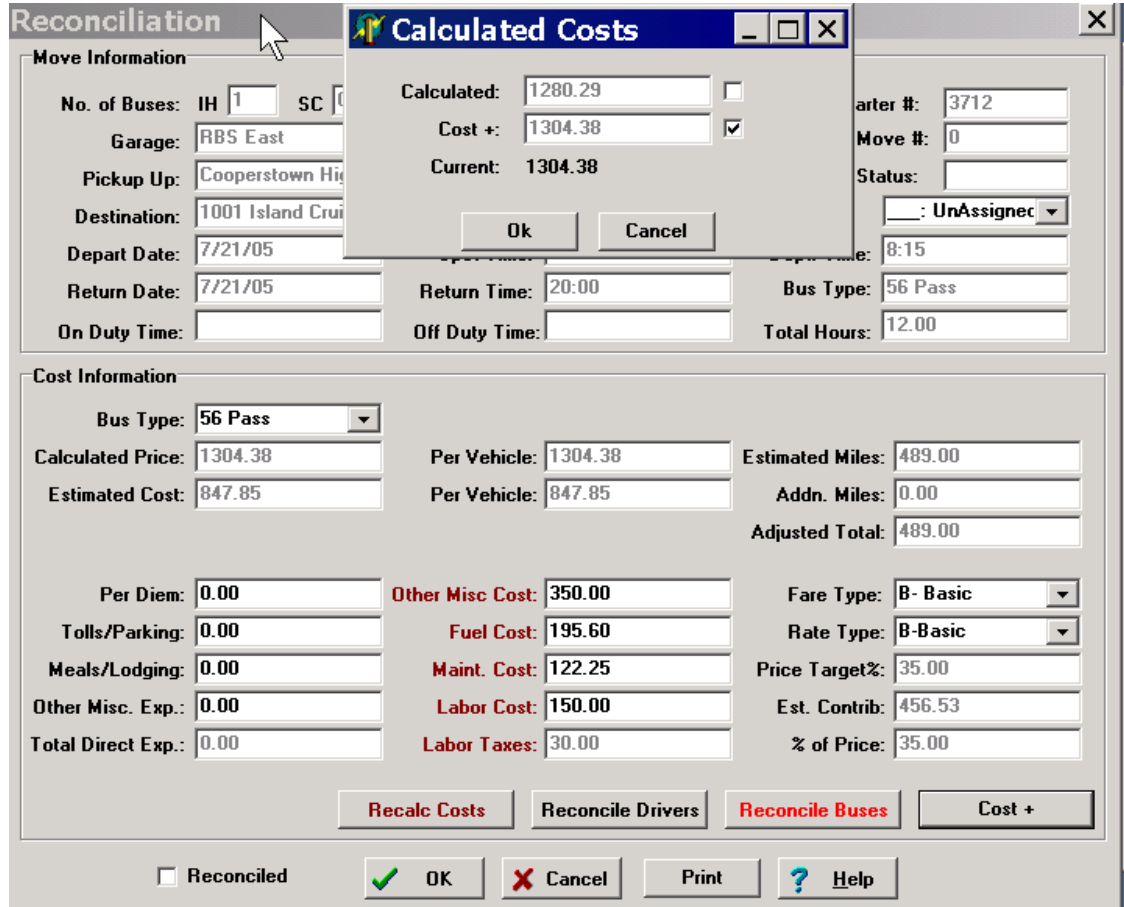 Reconciliation
Calculated Costs
Calculated: 1280.29
Cost +: 1304.38
Current: 1304.38
Ok Cancel
Move Information
No. of Buses: IH 1 SC arter #: 3712
Garage: RBS East Move #: 0
Pickup Up: Cooperstown Hi Status:
Destination: 1001 Island Crui ___: UnAssigned
Depart Date: 7/21/05 8:15
Return Date: 7/21/05 Return Time: 20:00 Bus Type: 56 Pass
On Duty Time: Off Duty Time: Total Hours: 12.00
Cost Information
Bus Type: 56 Pass
Calculated Price: 1304.38 Per Vehicle: 1304.38 Estimated Miles: 489.00
Estimated Cost: 847.85 Per Vehicle: 847.85 Addn. Miles: 0.00
Adjusted Total: 489.00
Per Diem: 0.00 Other Misc Cost: 350.00 Fare Type: B- Basic
Tolls/Parking: 0.00 Fuel Cost: 195.60 Rate Type: B-Basic
Meals/Lodging: 0.00 Maint. Cost: 122.25 Price Target%: 35.00
Other Misc. Exp.: 0.00 Labor Cost: 150.00 Est. Contrib: 456.53
Total Direct Exp.: 0.00 Labor Taxes: 30.00 % of Price: 35.00
Recalc Costs Reconcile Drivers Reconcile Buses Cost +
Reconciled OK Cancel Print ? Help